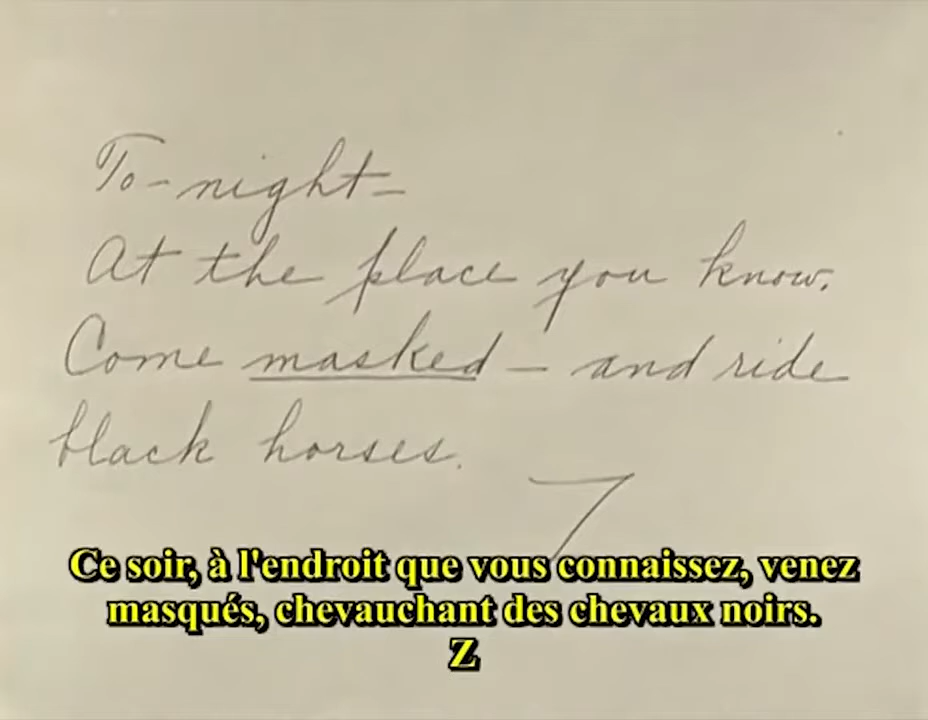 To-night-
At the place you know.
Come masked - and ride
black horses.
Z
Ce soir, à l'endroit que vous connaissez, venez
masqués, chevauchant des chevaux noirs.
Z